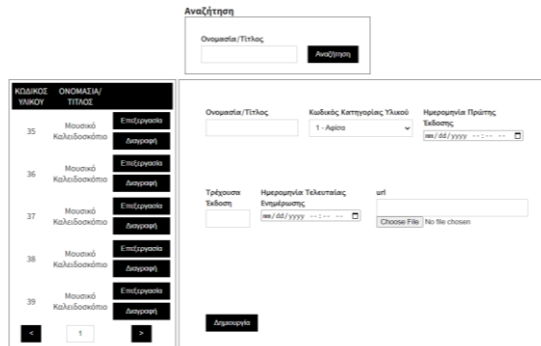 Αναζήτηση
Ονομασία/Τίτλος
Αναζήτηση
ΚΩΔΙΚΟΣ ΥΛΙΚΟΥ
ΟΝΟΜΑΣΙΑ/ ΤΙΤΛΟΣ
35
Μουσικό Καλειδοσκόπιο
Επεξεργασία
Διαγραφή
36
Μουσικό Καλειδοσκόπιο
Επεξεργασία
Διαγραφή
37
Μουσικό Καλειδοσκόπιο
Επεξεργασία
Διαγραφή
38
Μουσικό Καλειδοσκόπιο
Επεξεργασία
Διαγραφή
39
Μουσικό Καλειδοσκόπιο
Επεξεργασία
Διαγραφή
<
1
>
Ονομασία/Τίτλος
Κωδικός Κατηγορίας Υλικού
1 - Αφίσα
Ημερομηνία Πρώτης
Έκδοσης
mm/dd/yyyy --:-- --
Τρέχουσα
Έκδοση
Ημερομηνία Τελευταίας
Ενημέρωσης
mm/dd/yyyy --:-- --
url
Choose File No file chosen
Δημιουργία